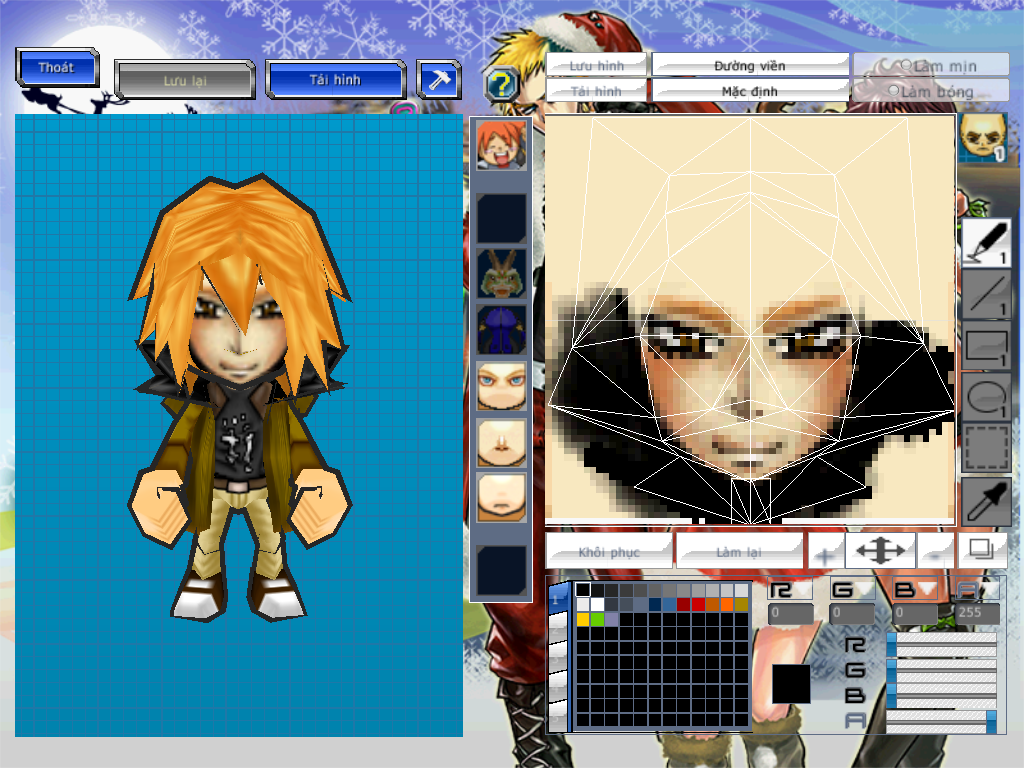 Thoát
Lưu lại
Tải hình
?
Lưu hình
Đường viền
Làm mịn
Tải hình
Mặc định
Làm bóng
1
1
1
1
1
Khôi phục
Làm lại
+
-
1
R
G
B
A
0
0
0
255
R
G
B
A